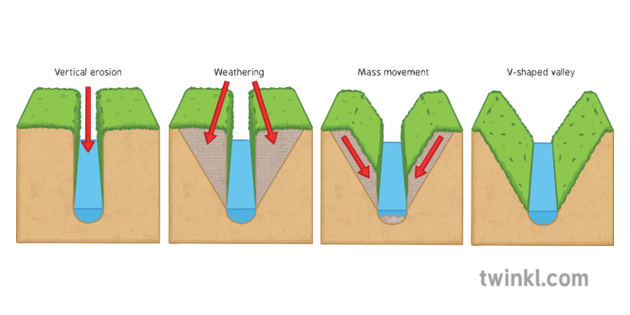 Vertical erosion
Weathering
Mass movement
V-shaped valley
twinkl.com